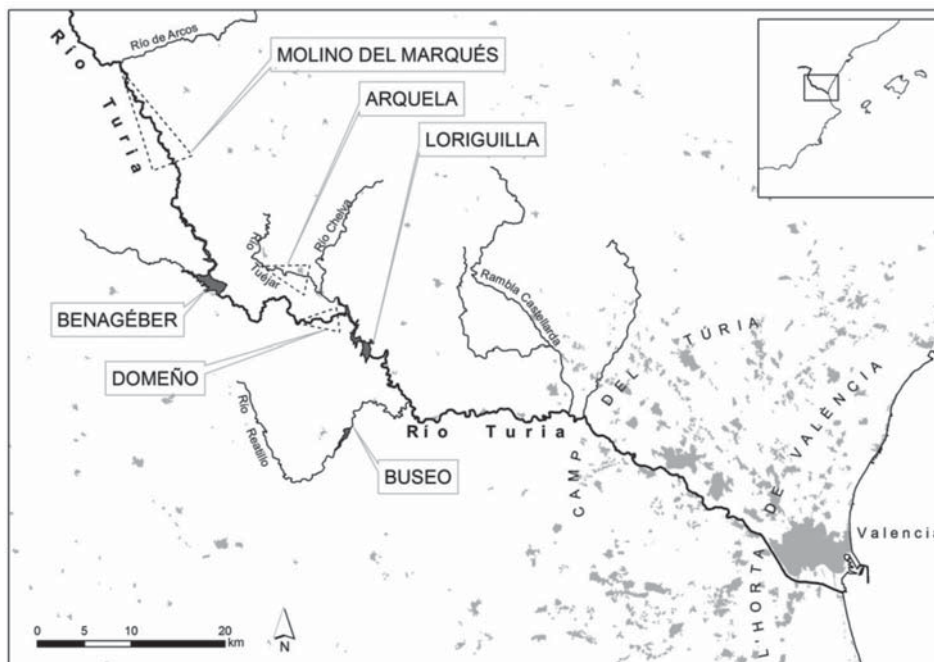 Río de Arcos
Río Turia
MOLINO DEL MARQUÉS
ARQUELA
LORIGUILLA
Río Chelva
Río Tuéjar
Rambla Castellarda
BENAGÉBER
DOMEÑO
Río Reatillo
BUSEO
Río Turia
CAMP DEL TÚRIA
L'HORTA DE VALÈNCIA
Valencia
0 5 10 20
km
N